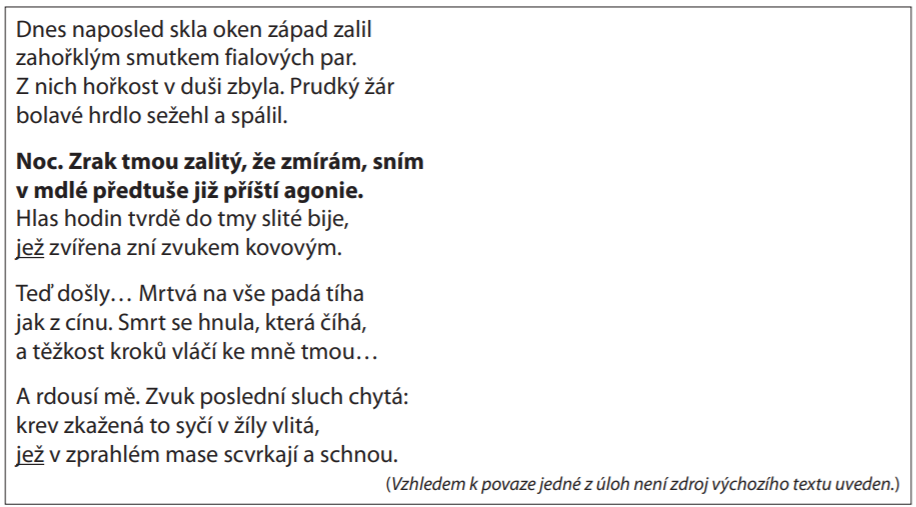 Dnes naposled skla oken západ zalil
zahořklým smutkem fialových par.
Z nich hořkost v duši zbyla. Prudký žár
bolavé hrdlo sežehl a spálil.
Noc. Zrak tmou zalitý, že zmírám, sním
v mdlé předtuše již příští agonie.
Hlas hodin tvrdě do tmy slité bije,
jež zvířena zní zvukem kovovým.
Teď došly… Mrtvá na vše padá tíha
jak z cínu. Smrt se hnula, která číhá,
a těžkost kroků vláčí ke mně tmou…
A rdousí mě. Zvuk poslední sluch chytá:
krev zkažená to syčí v žíly vlitá,
jež v zprahlém mase scvrkají a schnou.
(Vzhledem k povaze jedné z úloh není zdroj výchozího textu uveden.)